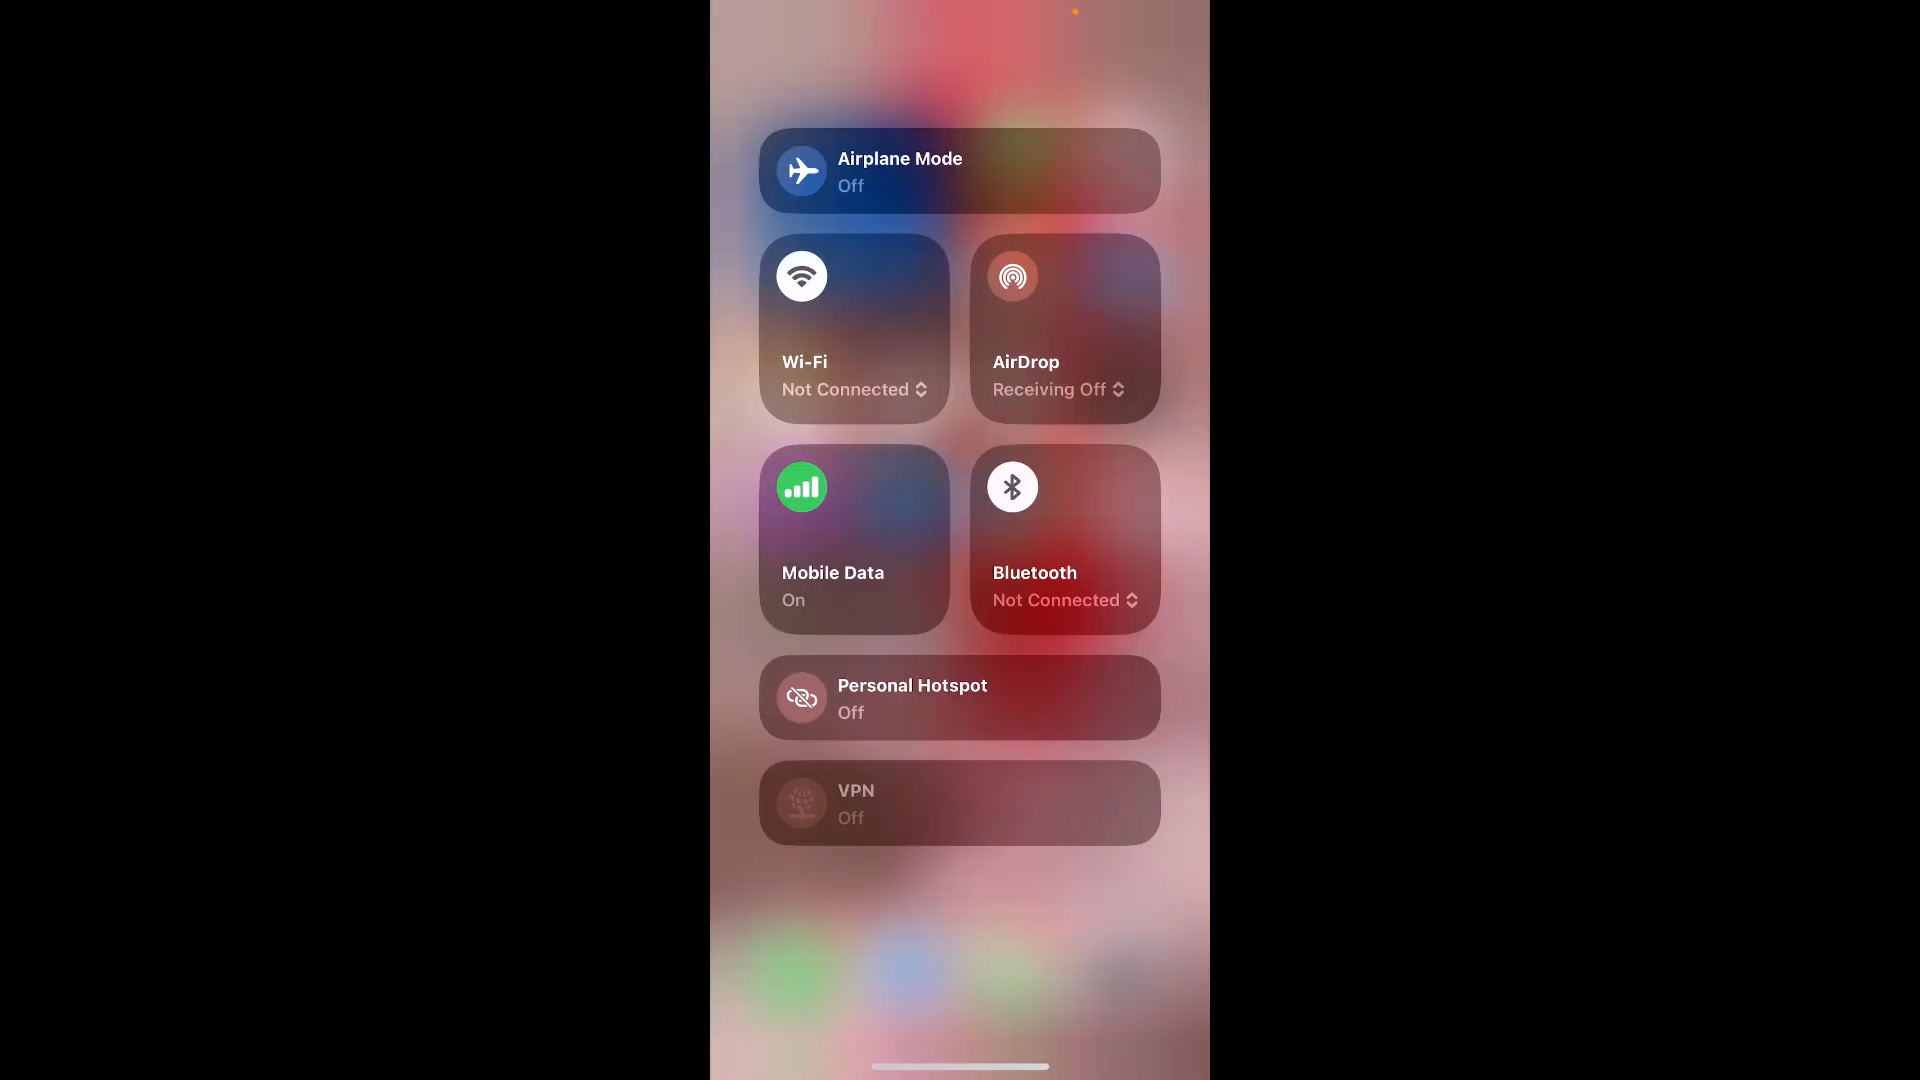 Airplane Mode
Off
Wi-Fi
Not Connected
AirDrop
Receiving Off
Mobile Data
On
Bluetooth
Not Connected
Personal Hotspot
Off
VPN
Off